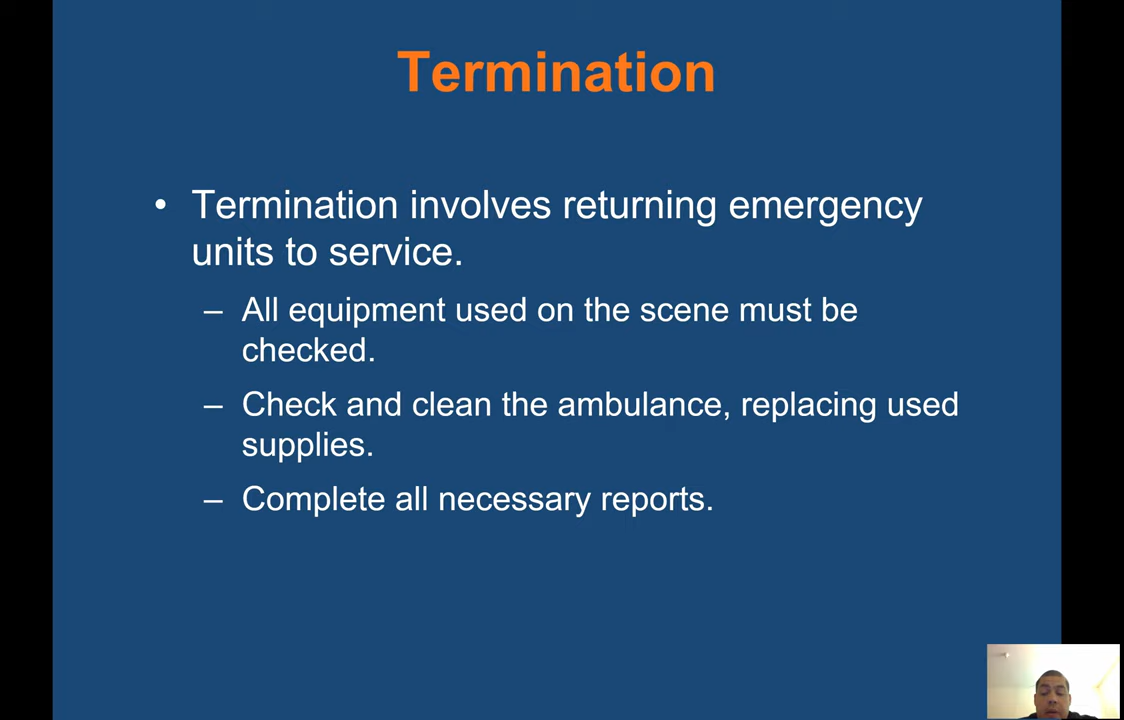 Termination
• Termination involves returning emergency
units to service.
– All equipment used on the scene must be
checked.
– Check and clean the ambulance, replacing used
supplies.
– Complete all necessary reports.